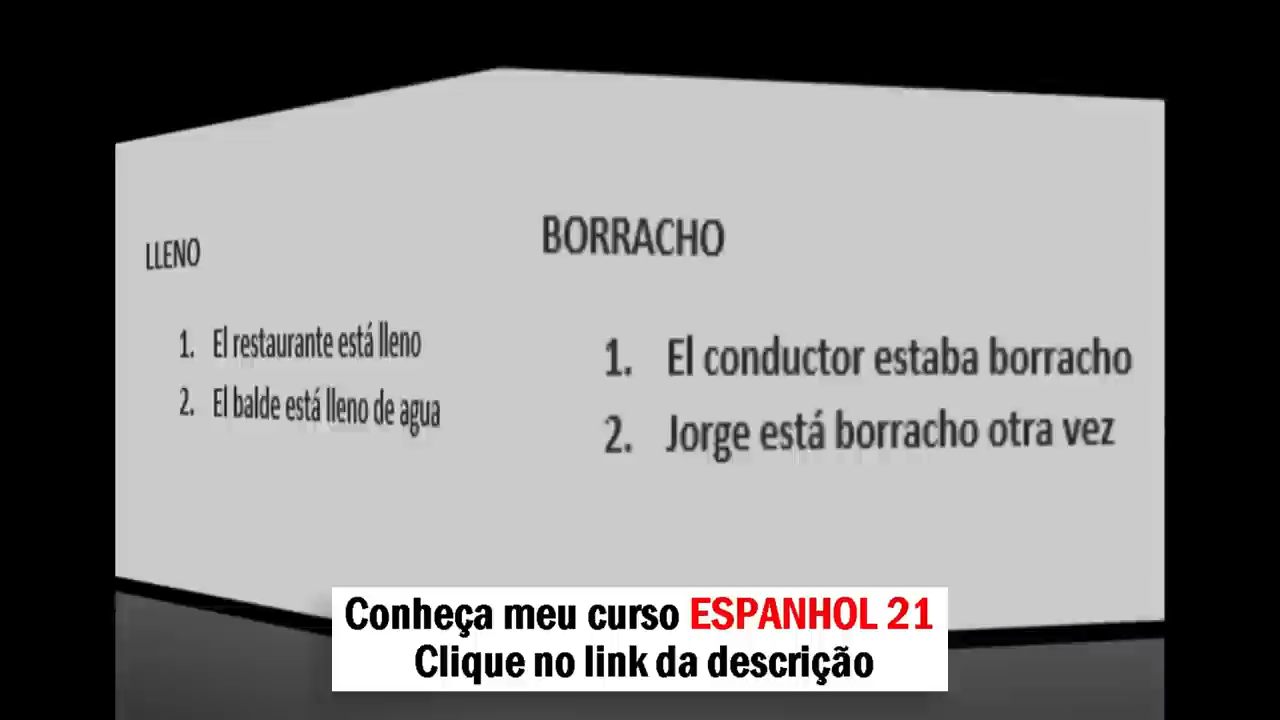 LLENO
1. El restaurante está lleno
2. El balde está lleno de agua
BORRACHO
1. El conductor estaba borracho
2. Jorge está borracho otra vez
Conheça meu curso ESPANHOL 21
Clique no link da descrição